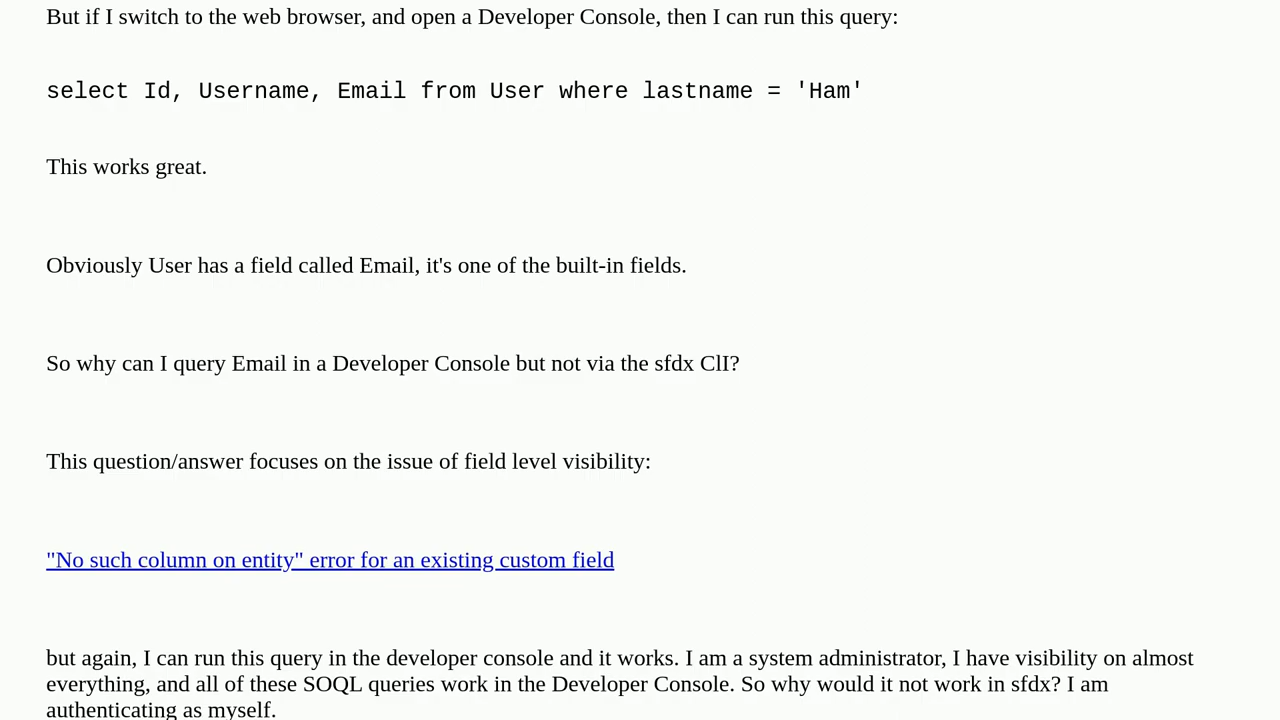 But if I switch to the web browser, and open a Developer Console, then I can run this query:
select Id, Username, Email from User where lastname = 'Ham'
This works great.
Obviously User has a field called Email, it's one of the built-in fields.
So why can I query Email in a Developer Console but not via the sfdx ClI?
This question/answer focuses on the issue of field level visibility:
"No such column on entity" error for an existing custom field
but again, I can run this query in the developer console and it works. I am a system administrator, I have visibility on almost
everything, and all of these SOQL queries work in the Developer Console. So why would it not work in sfdx? I am
authenticating as myself.